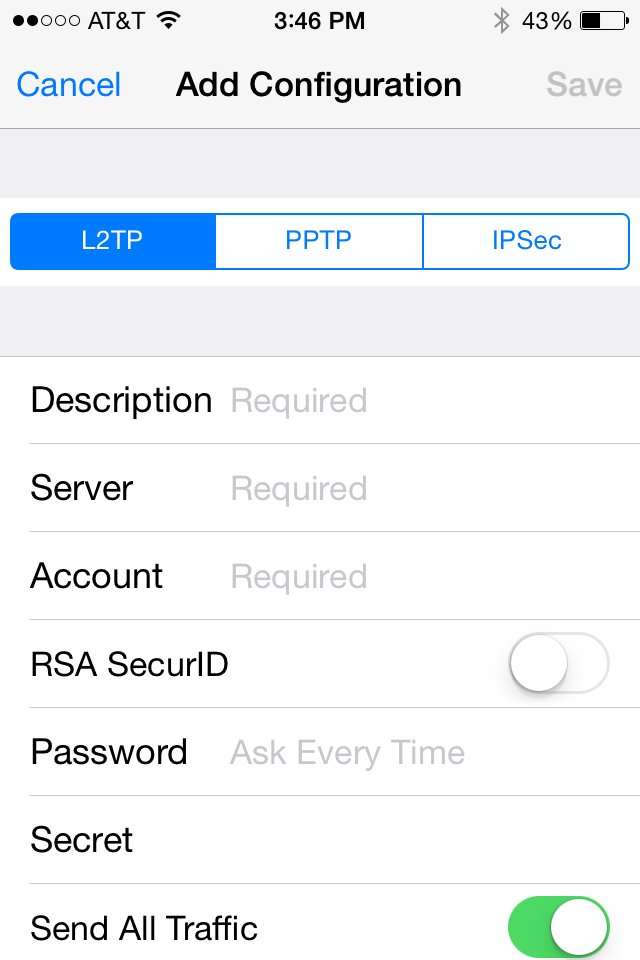 AT&T 3:46 PM 43%
Cancel Add Configuration Save
L2TP PPTP IPSec
Description Required
Server Required
Account Required
RSA SecurID
Password Ask Every Time
Secret
Send All Traffic